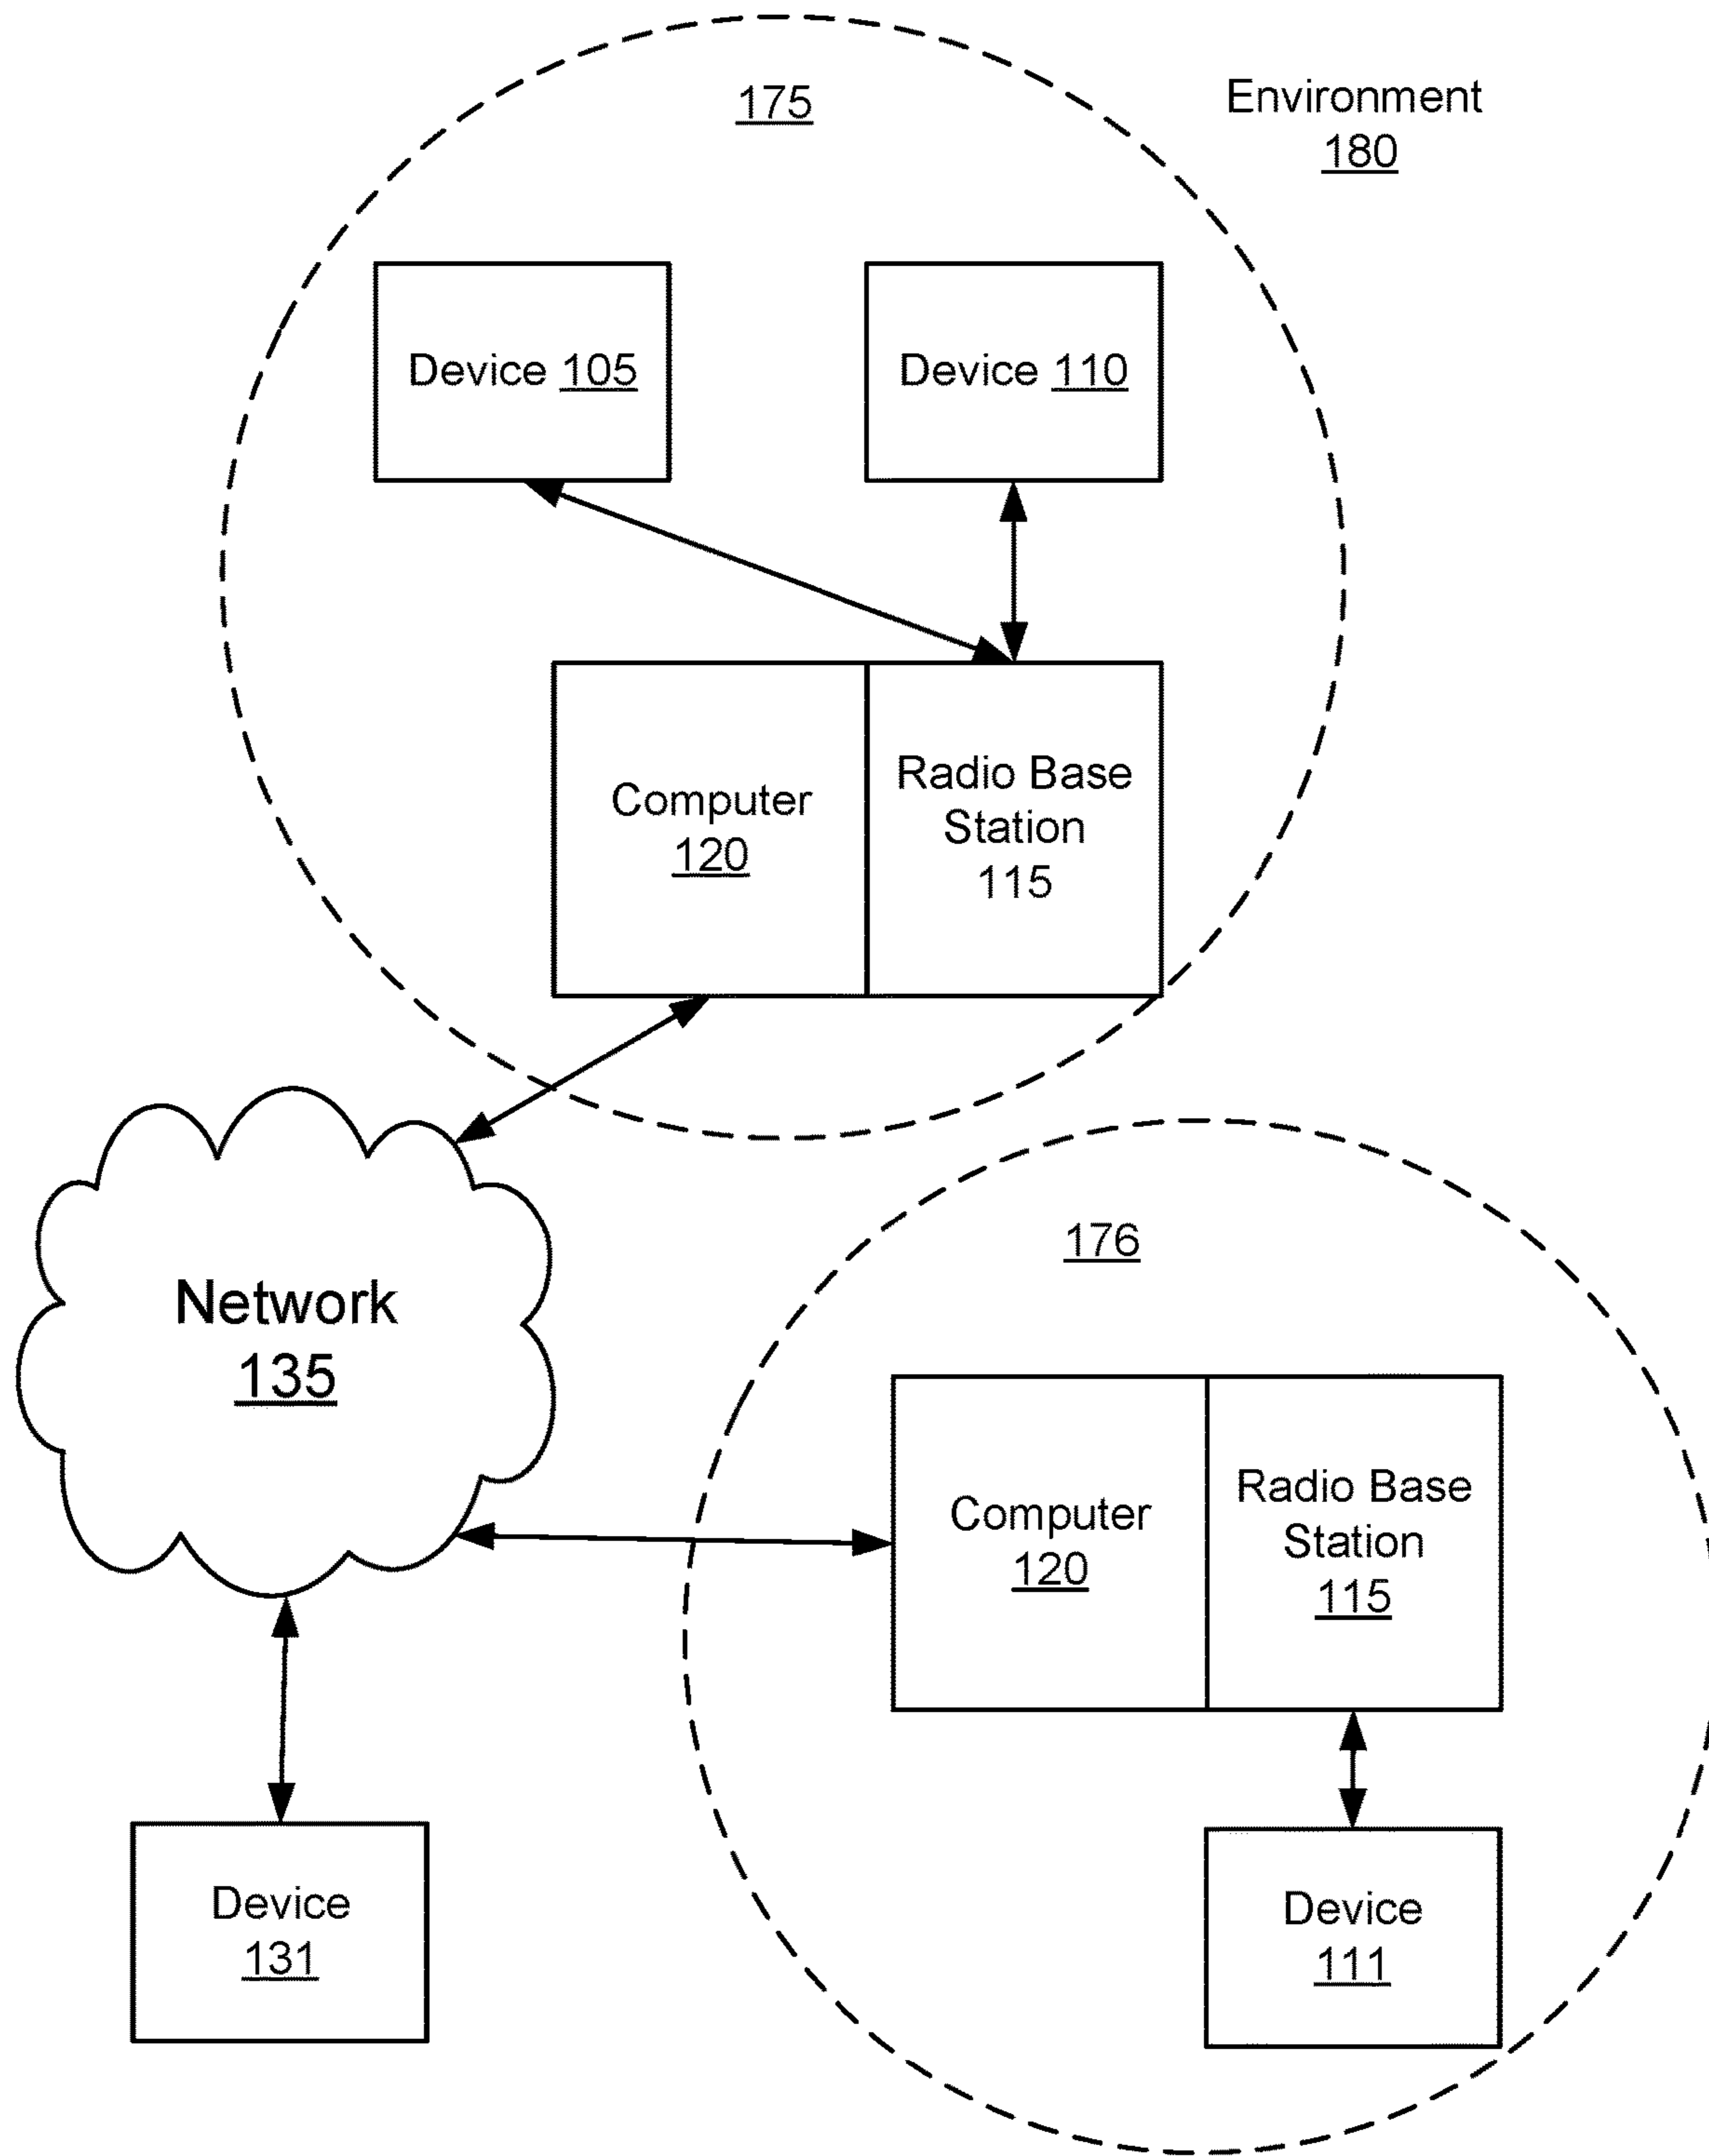 175
Environment
180
Device 105
Device 110
Computer
120
Radio Base
Station
115
Network
135
176
Computer
120
Radio Base
Station
115
Device
131
Device
111